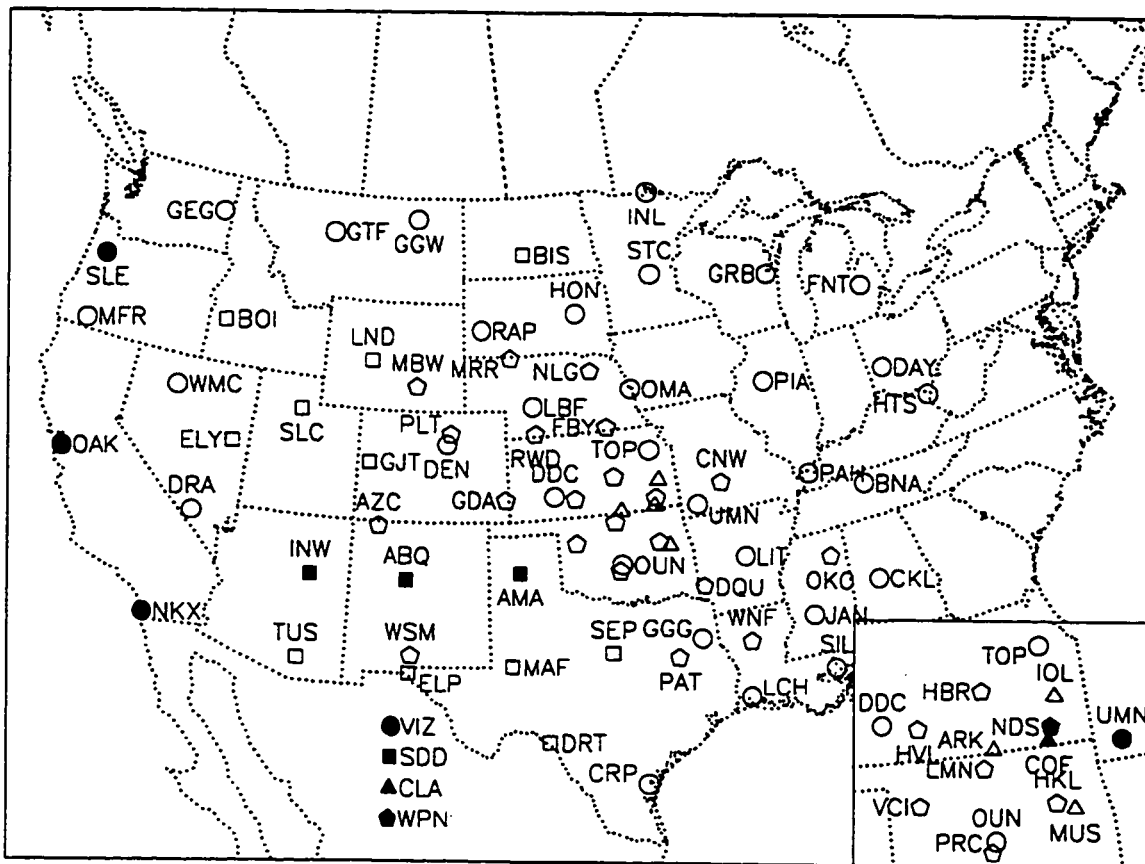 GEG
GTF
GGW
INL
BIS
STC
GRB
FNT
SLE
HON
MFR
BOI
RAP
LND
MBW
MRR
NLG
OMA
PIA
DAY
HTS
WMC
SLC
LBF
FBY
OAK
ELY
PLT
DEN
RWD
TOP
GJT
DDC
CNW
PAH
BNA
DRA
AZC
GDA
UMN
INW
ABQ
AMA
OUN
LIT
OKO
CKL
DQU
NKX
TUS
WSM
SEP
GGG
WNF
JAN
SIL
ELP
MAF
PAT
LCH
VIZ
SDD
CLA
WPN
DRT
CRP
TOP
IOL
HBR
DDC
NDS
UMN
HVL
ARK
COF
LMN
HKL
VCI
OUN
MUS
PRC